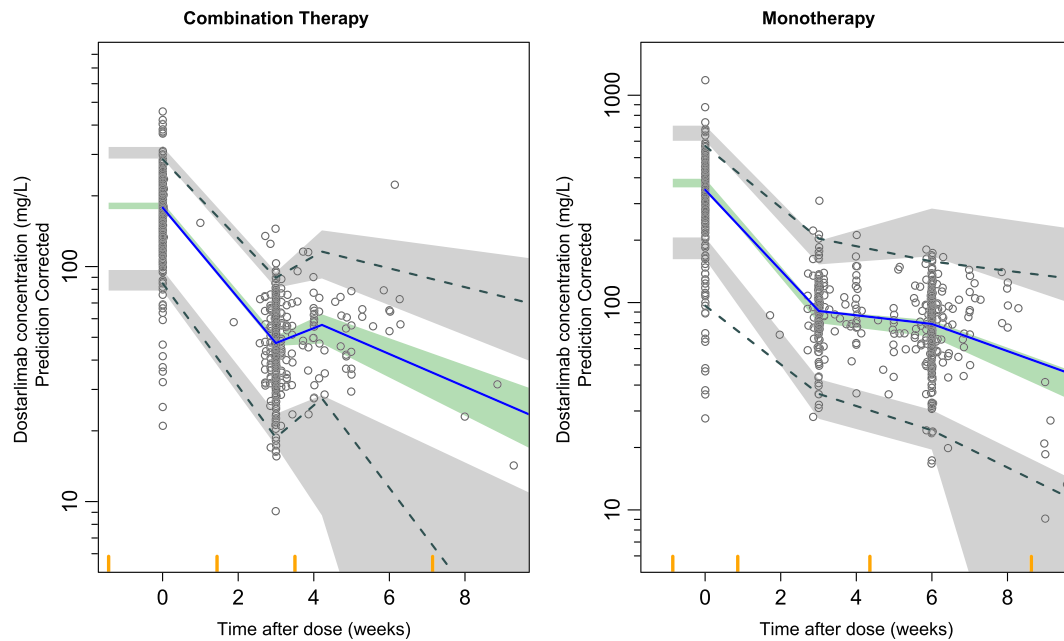 Combination Therapy
Dostarlimab concentration (mg/L)
Prediction Corrected
100
10
0 2 4 6 8
Time after dose (weeks)
Monotherapy
Dostarlimab concentration (mg/L)
Prediction Corrected
1000
100
10
0 2 4 6 8
Time after dose (weeks)